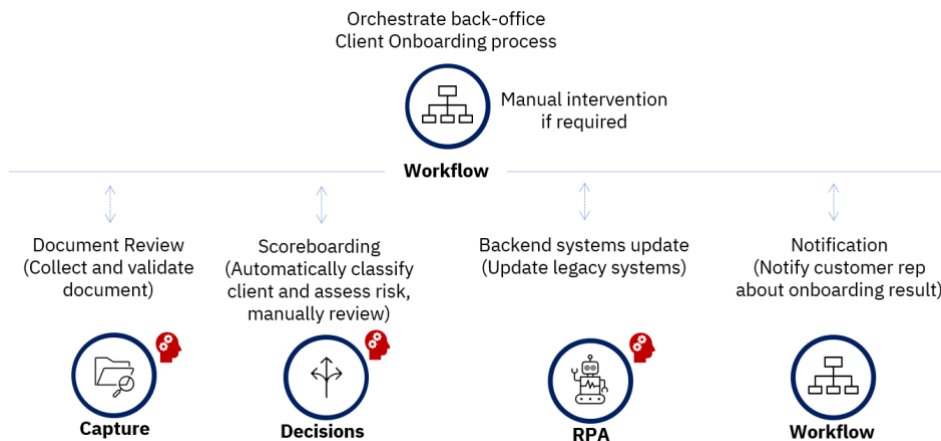 Orchestrate back-office
Client Onboarding process
Manual intervention
if required
Workflow
Document Review
(Collect and validate
document)
Scoreboarding
(Automatically classify
client and assess risk,
manually review)
Backend systems update
(Update legacy systems)
Notification
(Notify customer rep
about onboarding result)
Capture
Decisions
RPA
Workflow